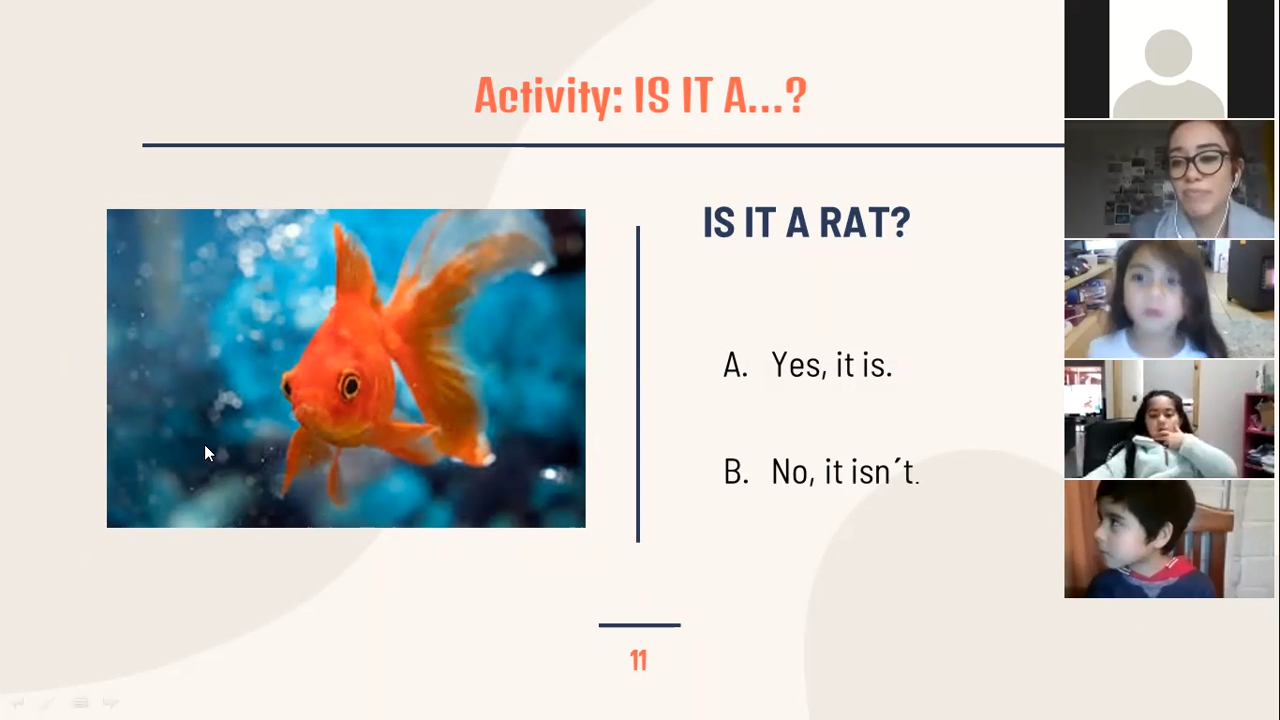 Activity: IS IT A...?
IS IT A RAT?
A. Yes, it is.
B. No, it isn´t.
11